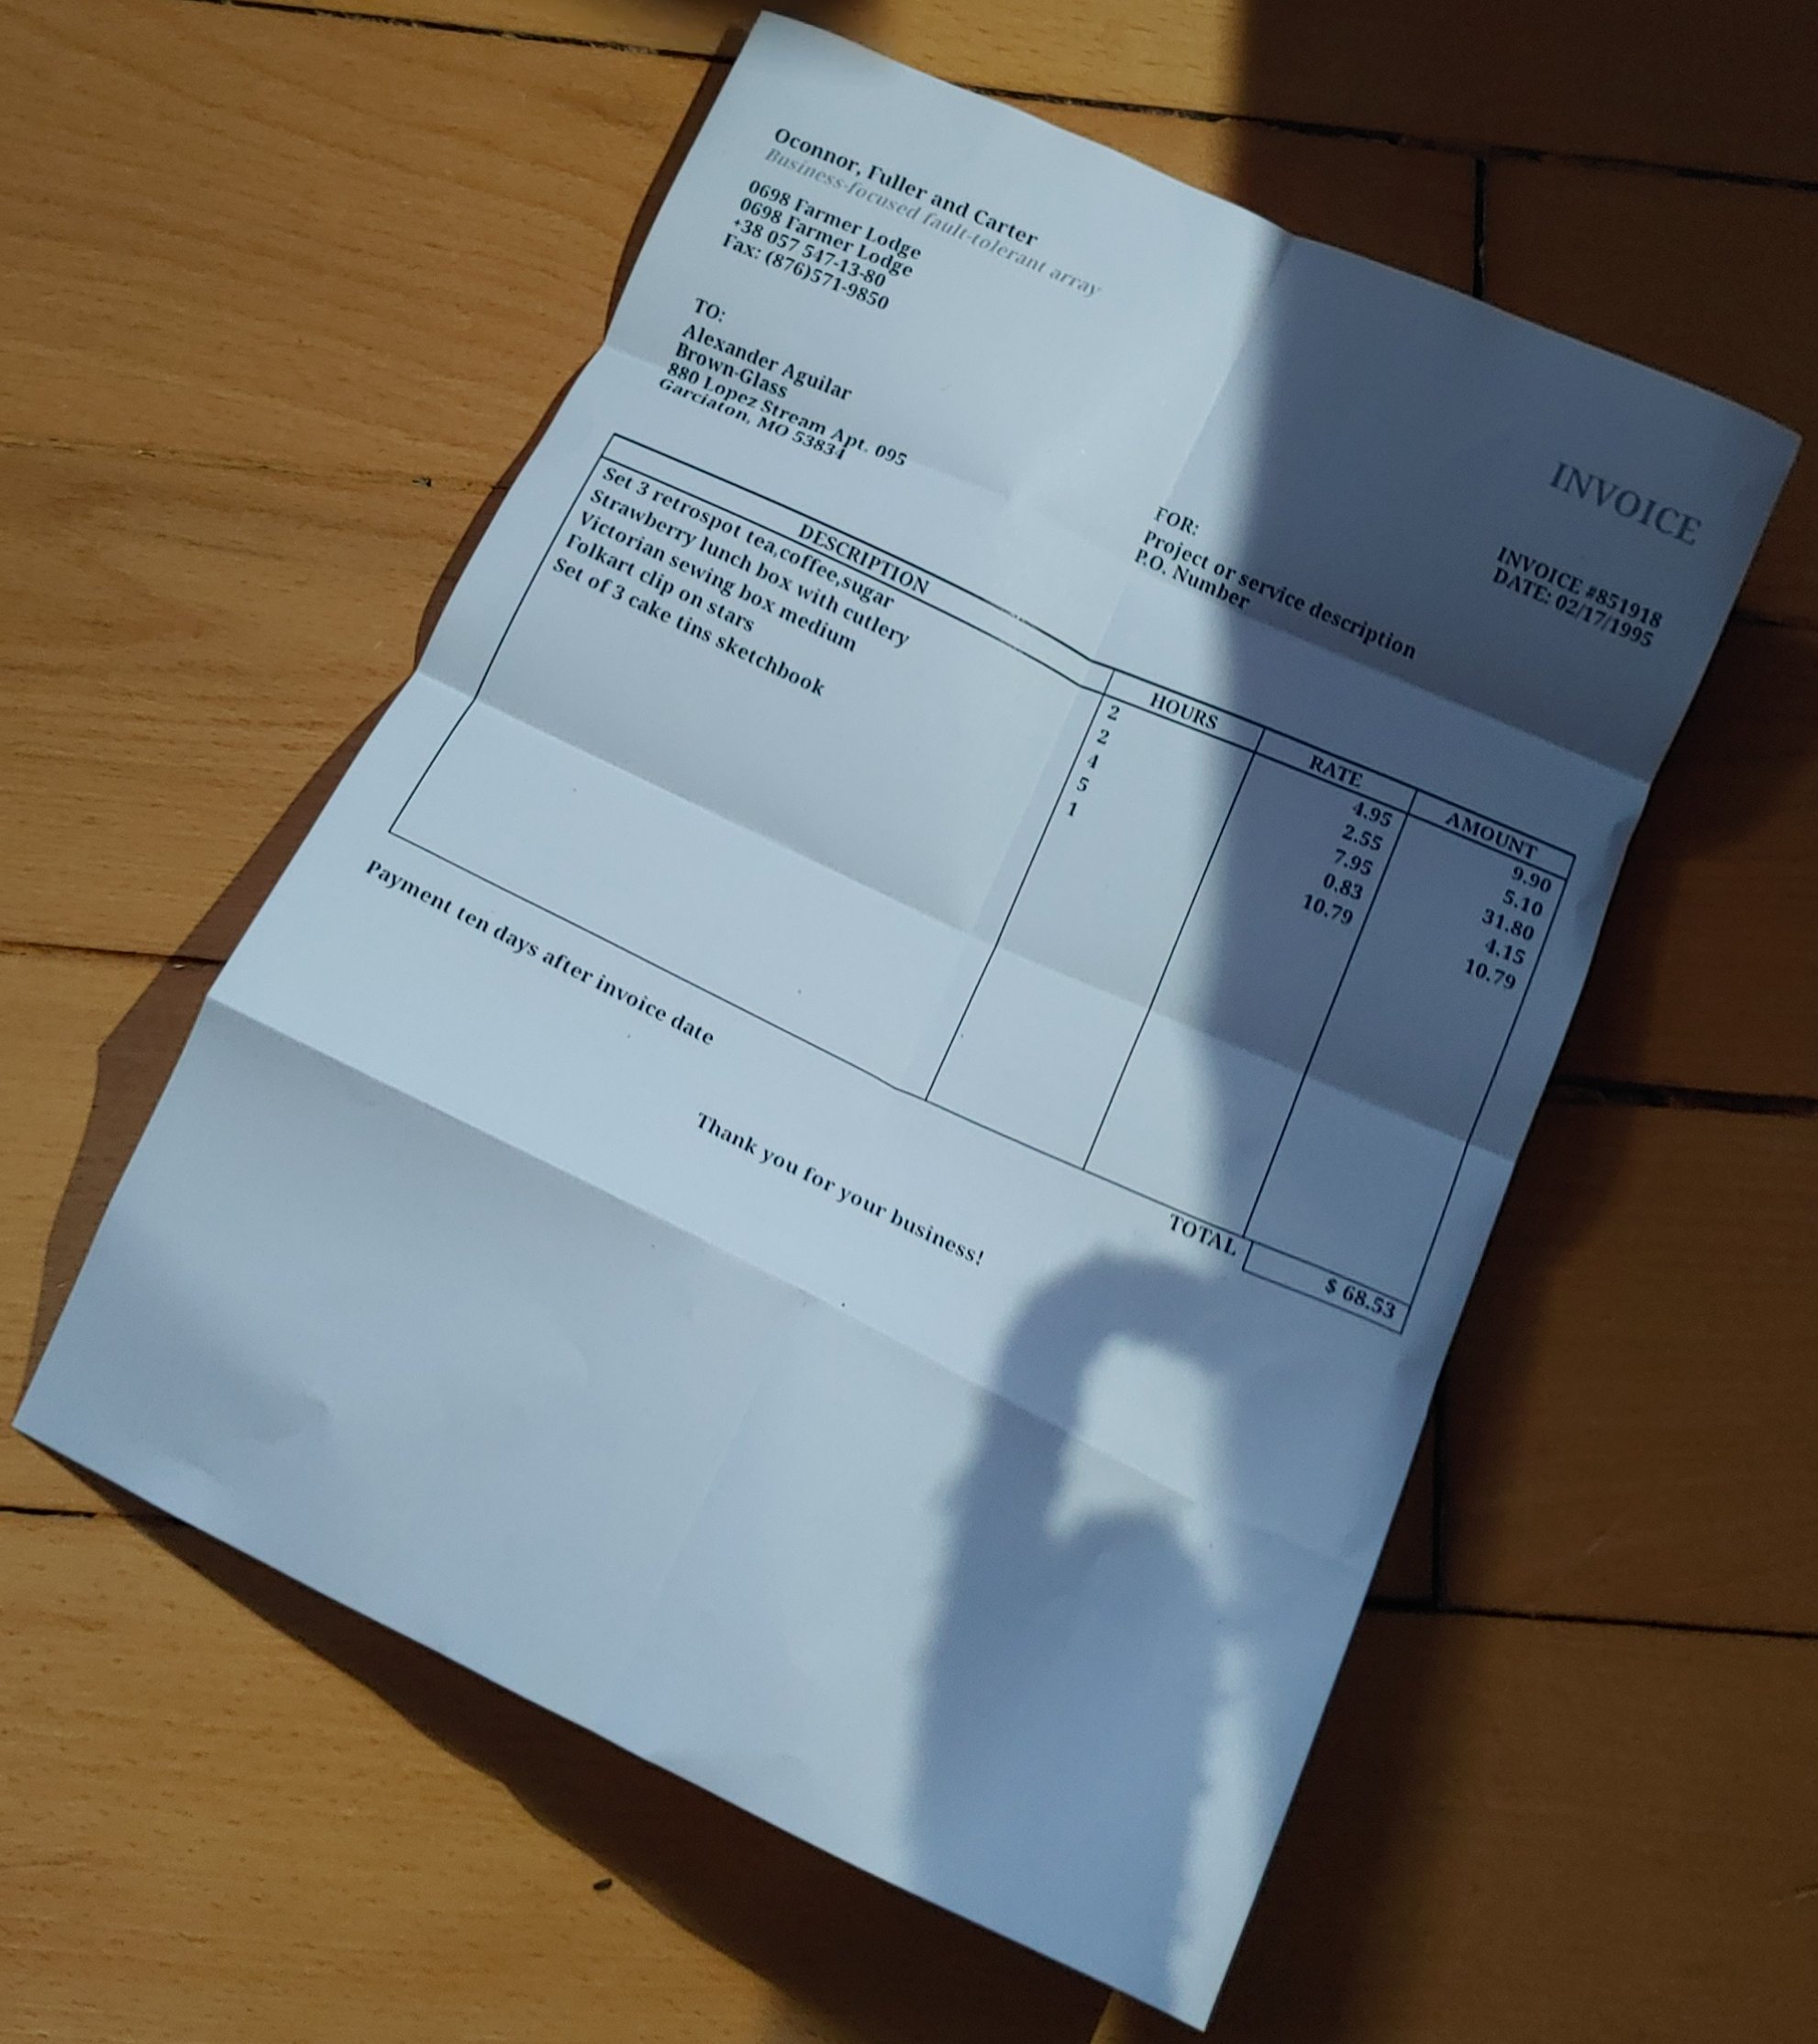 Oconnor, Fuller and Carter
Business-focused fault-tolerant array
0698 Farmer Lodge
0698 Farmer Lodge
+38 057 547-13-80
Fax: (876)571-9850
INVOICE
INVOICE #851918
DATE: 02/17/1995
TO:
Alexander Aguilar
Brown-Glass
880 Lopez Stream Apt. 095
Garciaton, MO 53834
FOR:
Project or service description
P.O. Number
DESCRIPTION HOURS RATE AMOUNT
Set 3 retrospot tea,coffee,sugar 2 4.95 9.90
Strawberry lunch box with cutlery 2 2.55 5.10
Victorian sewing box medium 4 7.95 31.80
Folkart clip on stars 5 0.83 4.15
Set of 3 cake tins sketchbook 1 10.79 10.79
TOTAL $ 68.53
Payment ten days after invoice date
Thank you for your business!